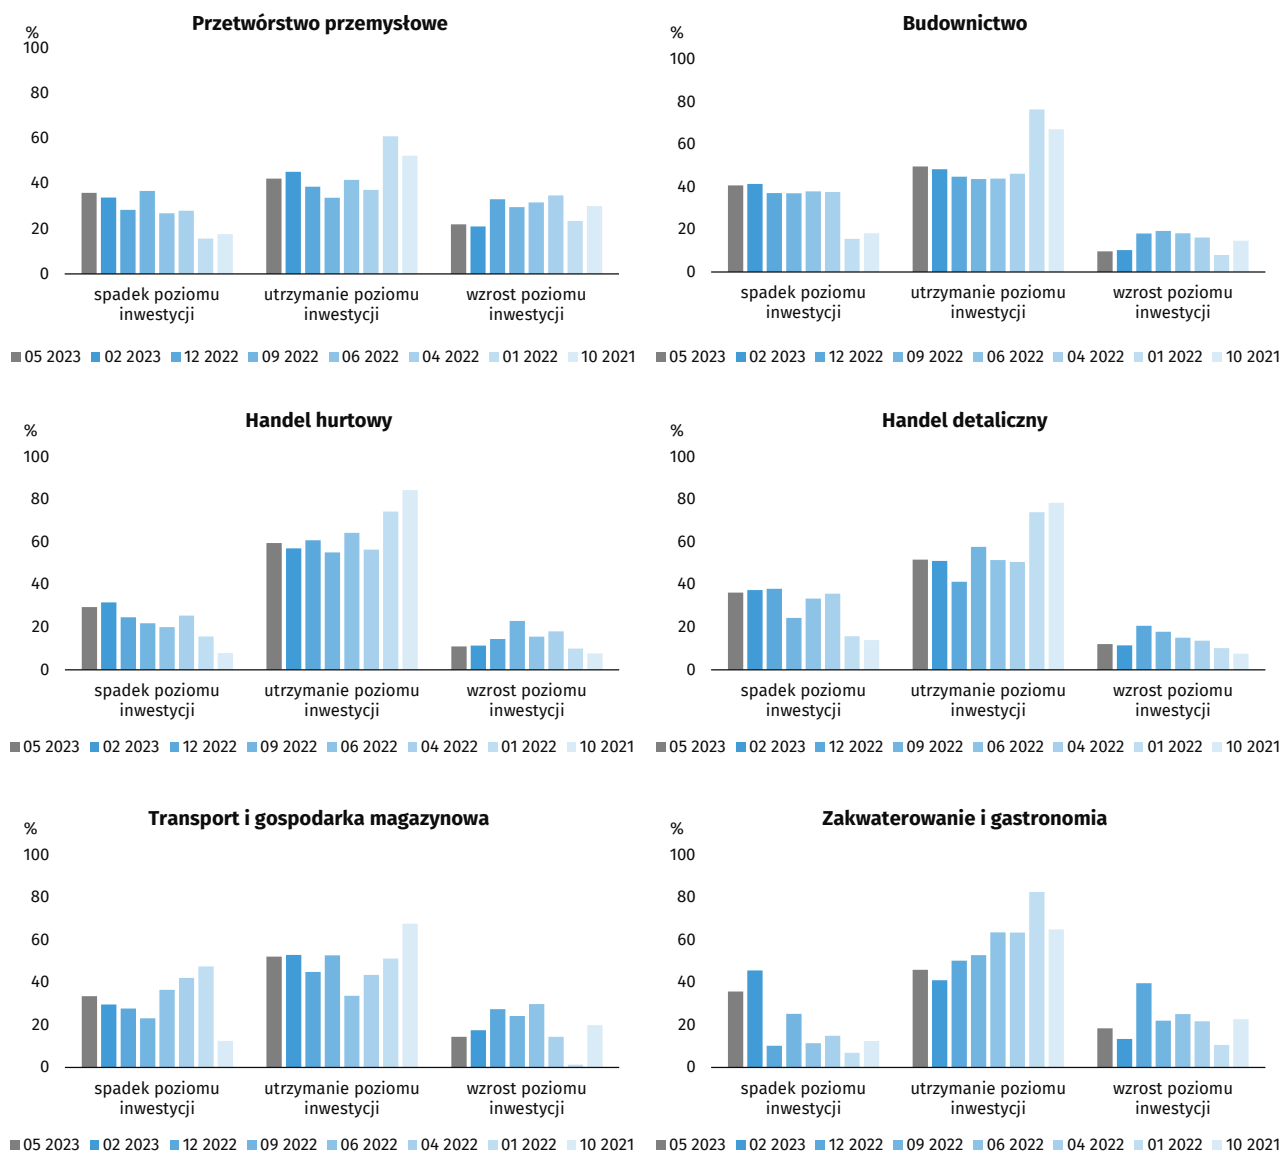 Przetwórstwo przemysłowe
%
100
80
60
40
20
0
spadek poziomu
inwestycji
utrzymanie poziomu
inwestycji
wzrost poziomu
inwestycji
05 2023 02 2023 12 2022 09 2022 06 2022 04 2022 01 2022 10 2021
Budownictwo
%
100
80
60
40
20
0
spadek poziomu
inwestycji
utrzymanie poziomu
inwestycji
wzrost poziomu
inwestycji
05 2023 02 2023 12 2022 09 2022 06 2022 04 2022 01 2022 10 2021
Handel hurtowy
%
100
80
60
40
20
0
spadek poziomu
inwestycji
utrzymanie poziomu
inwestycji
wzrost poziomu
inwestycji
05 2023 02 2023 12 2022 09 2022 06 2022 04 2022 01 2022 10 2021
Handel detaliczny
%
100
80
60
40
20
0
spadek poziomu
inwestycji
utrzymanie poziomu
inwestycji
wzrost poziomu
inwestycji
05 2023 02 2023 12 2022 09 2022 06 2022 04 2022 01 2022 10 2021
Transport i gospodarka magazynowa
%
100
80
60
40
20
0
spadek poziomu
inwestycji
utrzymanie poziomu
inwestycji
wzrost poziomu
inwestycji
05 2023 02 2023 12 2022 09 2022 06 2022 04 2022 01 2022 10 2021
Zakwaterowanie i gastronomia
%
100
80
60
40
20
0
spadek poziomu
inwestycji
utrzymanie poziomu
inwestycji
wzrost poziomu
inwestycji
05 2023 02 2023 12 2022 09 2022 06 2022 04 2022 01 2022 10 2021